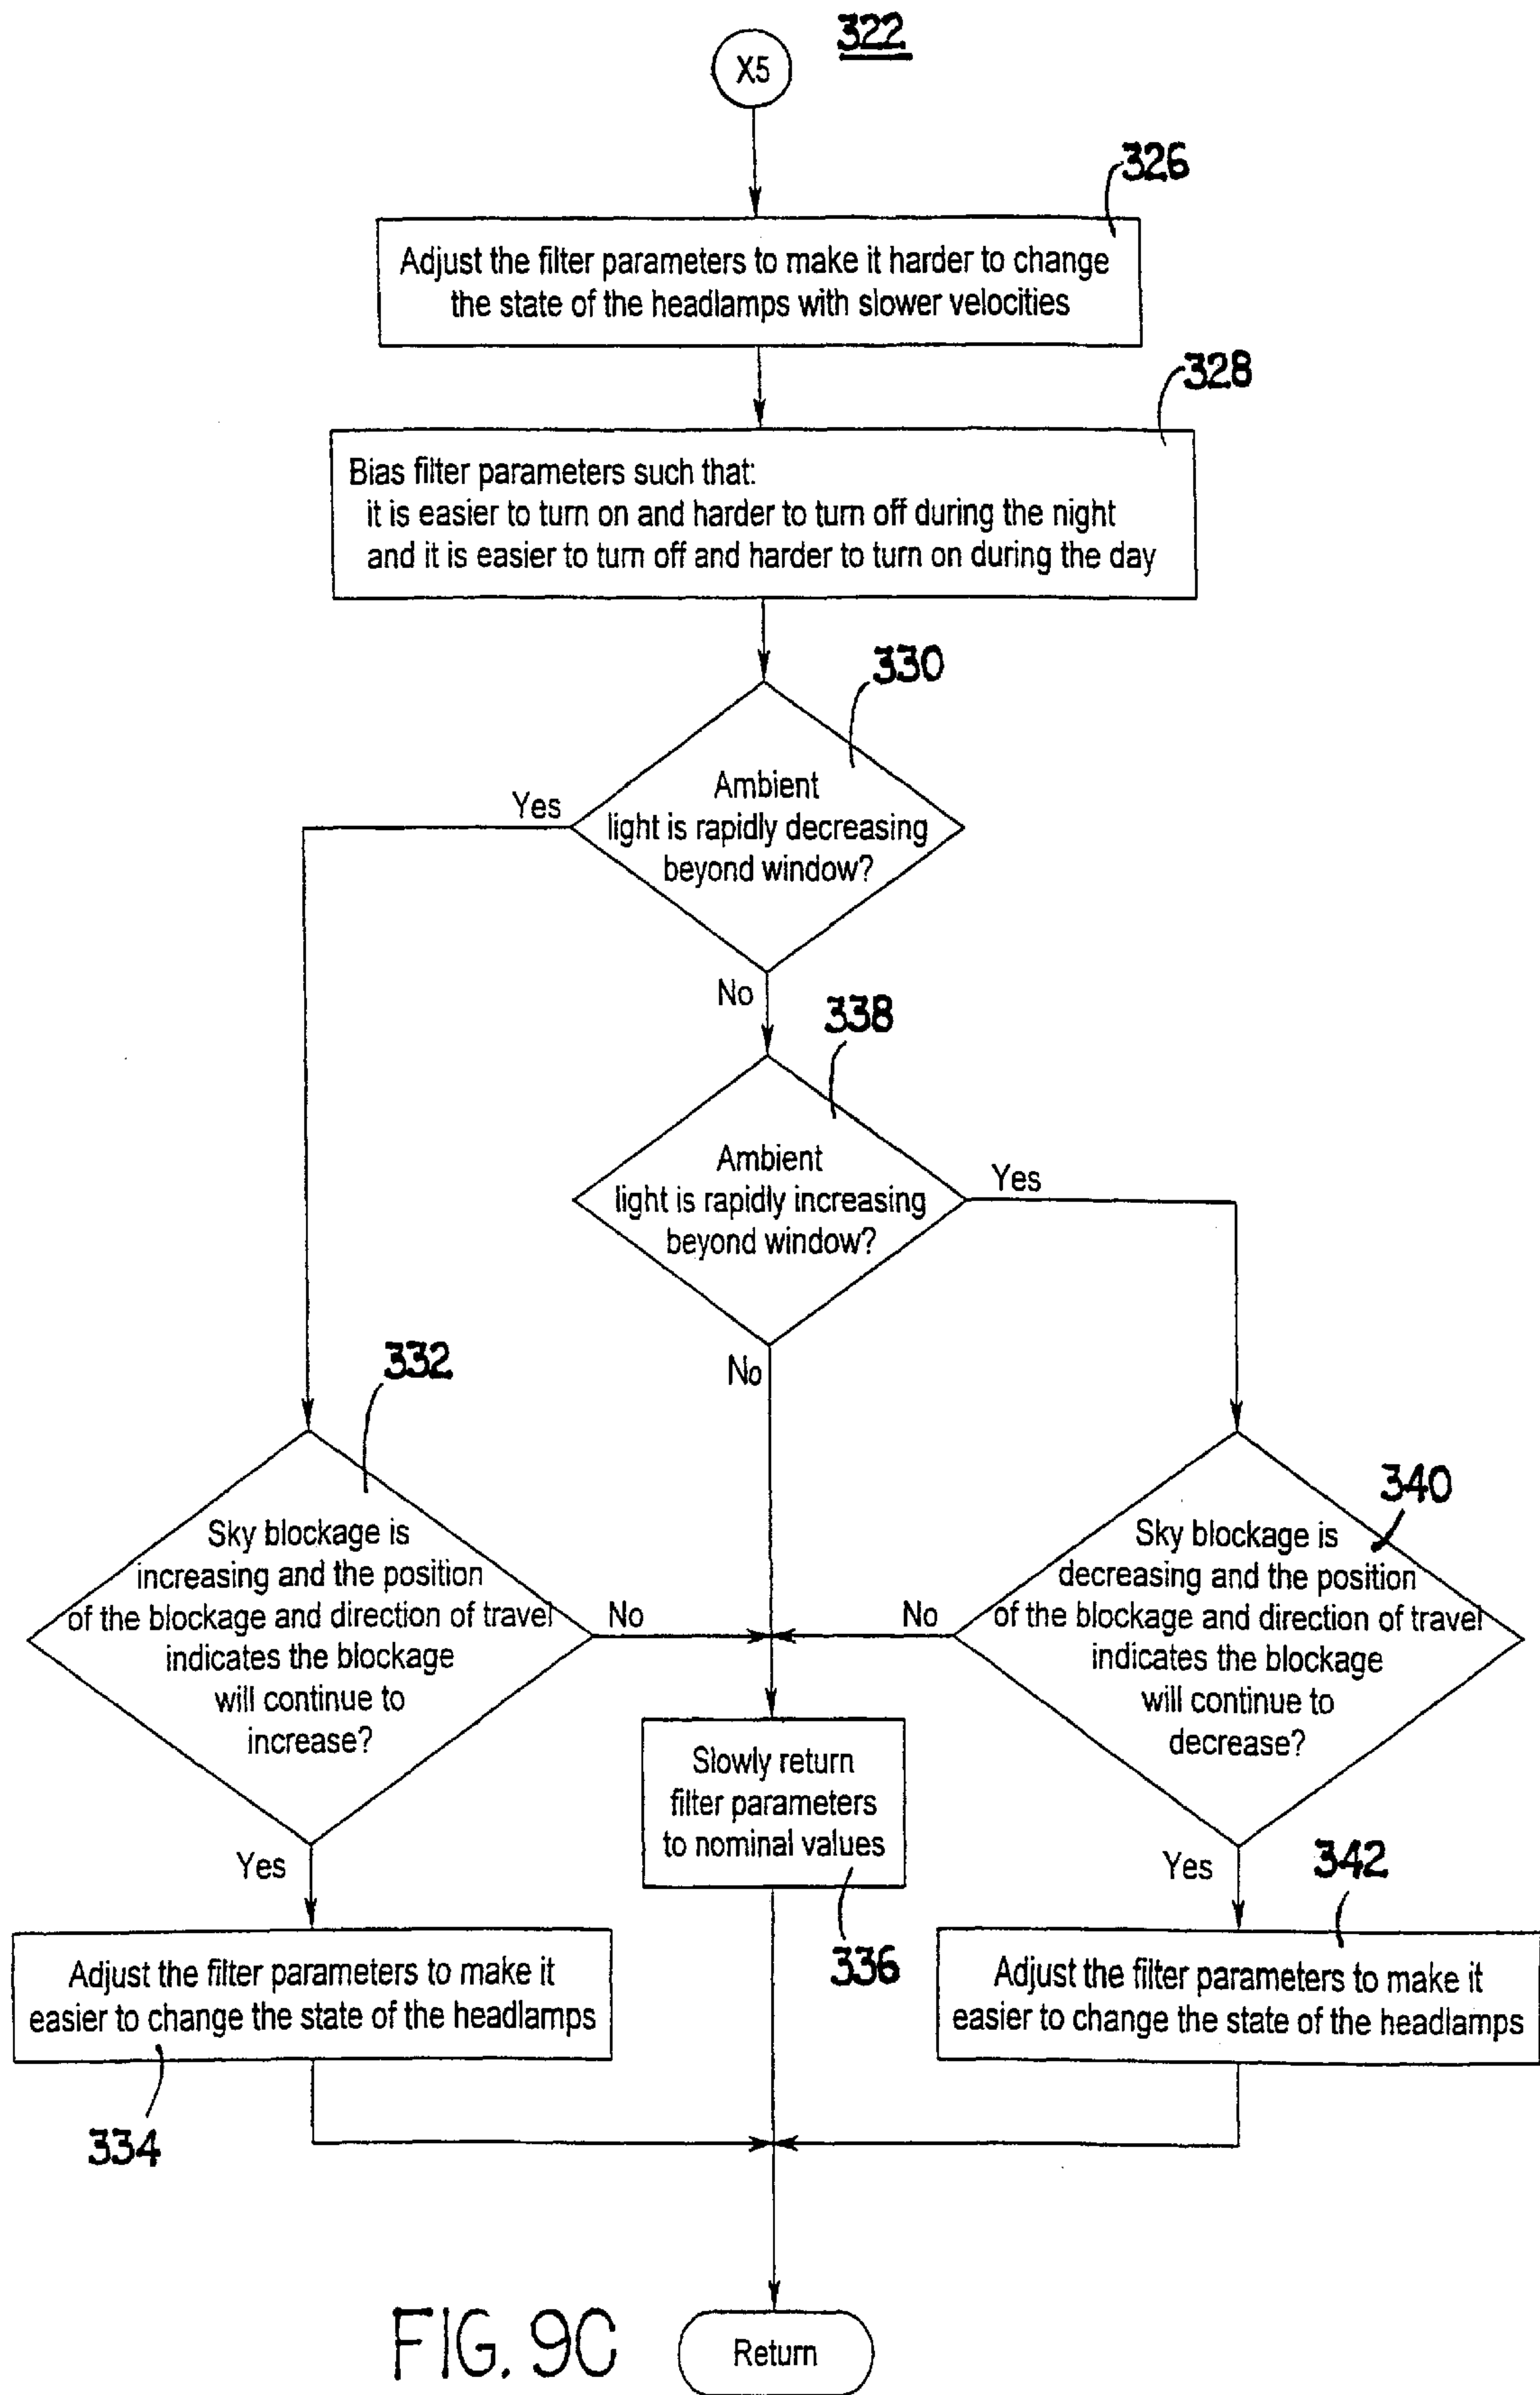 322
X5
326
Adjust the filter parameters to make it harder to change
the state of the headlamps with slower velocities
328
Bias filter parameters such that:
it is easier to turn on and harder to turn off during the night
and it is easier to turn off and harder to turn on during the day
330
Ambient
light is rapidly decreasing
beyond window?
Yes
No
338
Ambient
light is rapidly increasing
beyond window?
Yes
No
332
Sky blockage is
increasing and the position
of the blockage and direction of travel
indicates the blockage
will continue to
increase?
No
Yes
340
Sky blockage is
decreasing and the position
of the blockage and direction of travel
indicates the blockage
will continue to
decrease?
No
Yes
Slowly return
filter parameters
to nominal values
336
Adjust the filter parameters to make it
easier to change the state of the headlamps
334
342
Adjust the filter parameters to make it
easier to change the state of the headlamps
FIG. 9C
Return